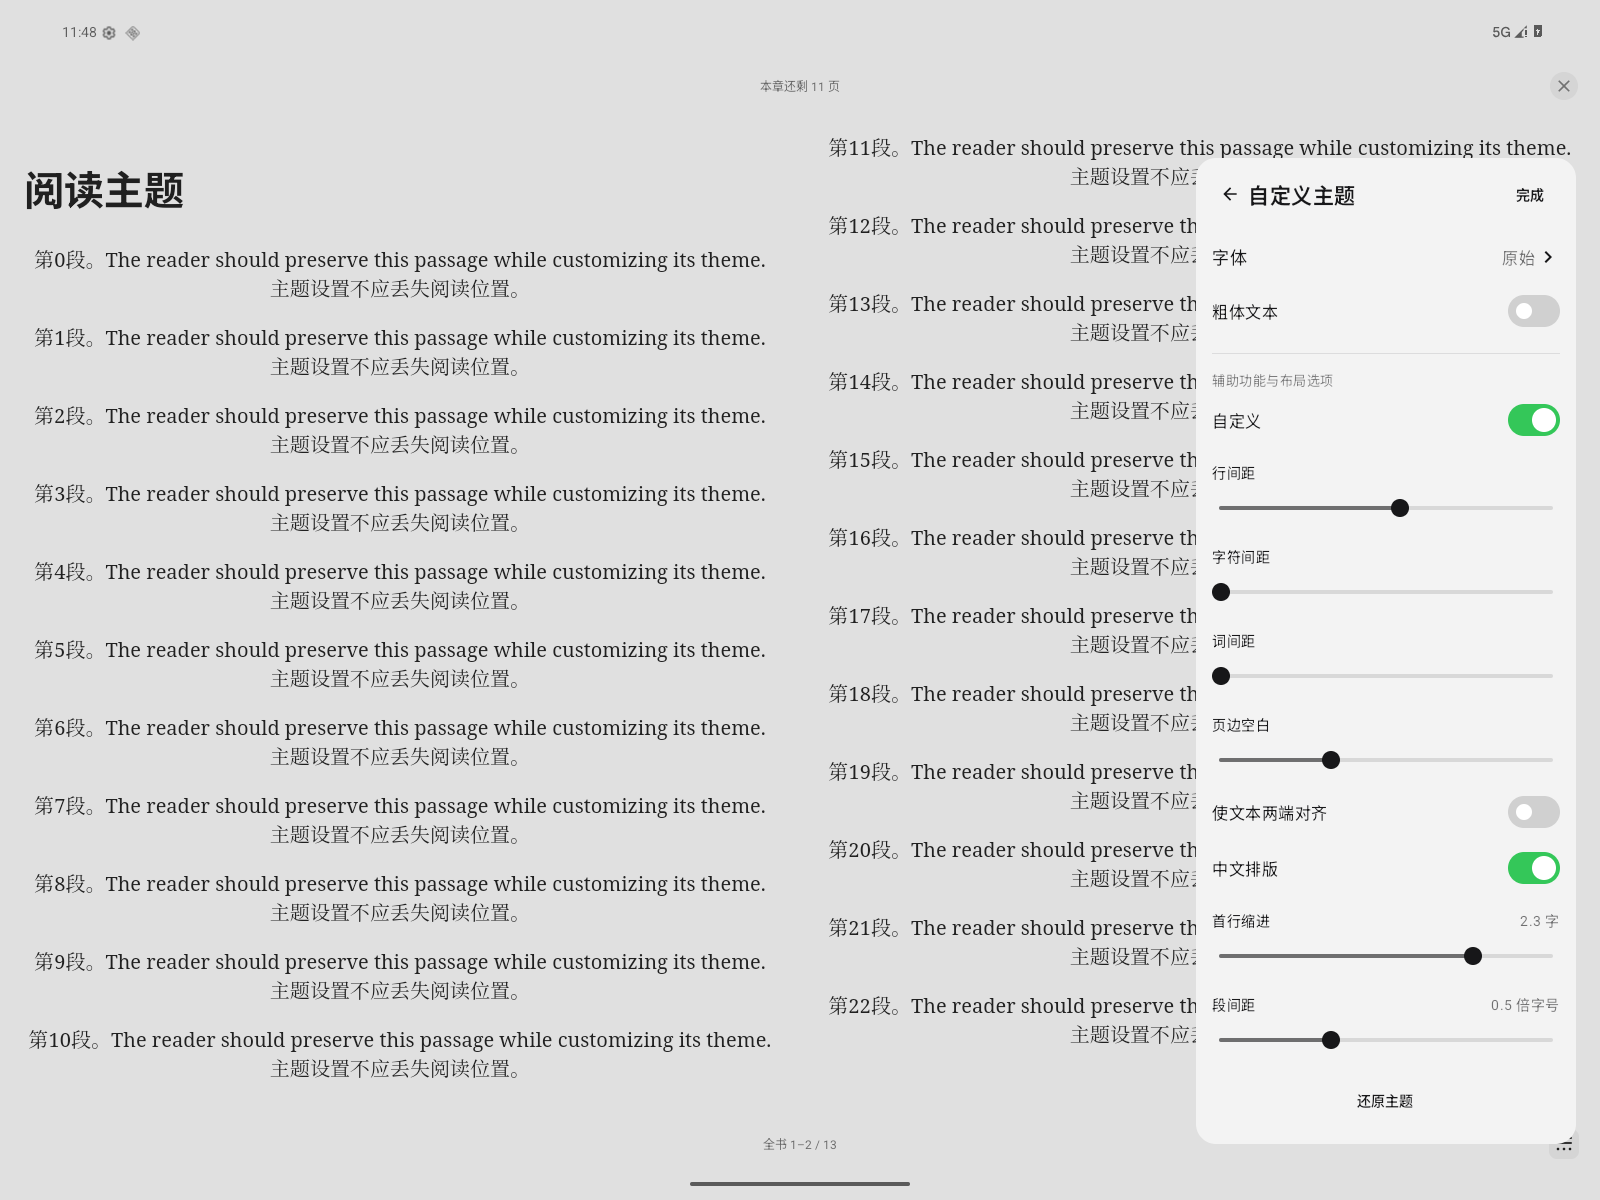 11:48
5G
本章还剩 11 页
阅读主题
第0段。The reader should preserve this passage while customizing its theme.
主题设置不应丢失阅读位置。
第1段。The reader should preserve this passage while customizing its theme.
主题设置不应丢失阅读位置。
第2段。The reader should preserve this passage while customizing its theme.
主题设置不应丢失阅读位置。
第3段。The reader should preserve this passage while customizing its theme.
主题设置不应丢失阅读位置。
第4段。The reader should preserve this passage while customizing its theme.
主题设置不应丢失阅读位置。
第5段。The reader should preserve this passage while customizing its theme.
主题设置不应丢失阅读位置。
第6段。The reader should preserve this passage while customizing its theme.
主题设置不应丢失阅读位置。
第7段。The reader should preserve this passage while customizing its theme.
主题设置不应丢失阅读位置。
第8段。The reader should preserve this passage while customizing its theme.
主题设置不应丢失阅读位置。
第9段。The reader should preserve this passage while customizing its theme.
主题设置不应丢失阅读位置。
第10段。The reader should preserve this passage while customizing its theme.
主题设置不应丢失阅读位置。
第11段。The reader should preserve this passage while customizing its theme.
主题设置不应
第12段。The reader should preserve th
主题设置不应
第13段。The reader should preserve th
主题设置不应
第14段。The reader should preserve th
主题设置不应
第15段。The reader should preserve th
主题设置不应
第16段。The reader should preserve th
主题设置不应
第17段。The reader should preserve th
主题设置不应
第18段。The reader should preserve th
主题设置不应
第19段。The reader should preserve th
主题设置不应
第20段。The reader should preserve th
主题设置不应
第21段。The reader should preserve th
主题设置不应
第22段。The reader should preserve th
主题设置不应
自定义主题
完成
字体
原始
粗体文本
辅助功能与布局选项
自定义
行间距
字符间距
词间距
页边空白
使文本两端对齐
中文排版
首行缩进
2.3 字
段间距
0.5 倍字号
还原主题
全书 1–2 / 13